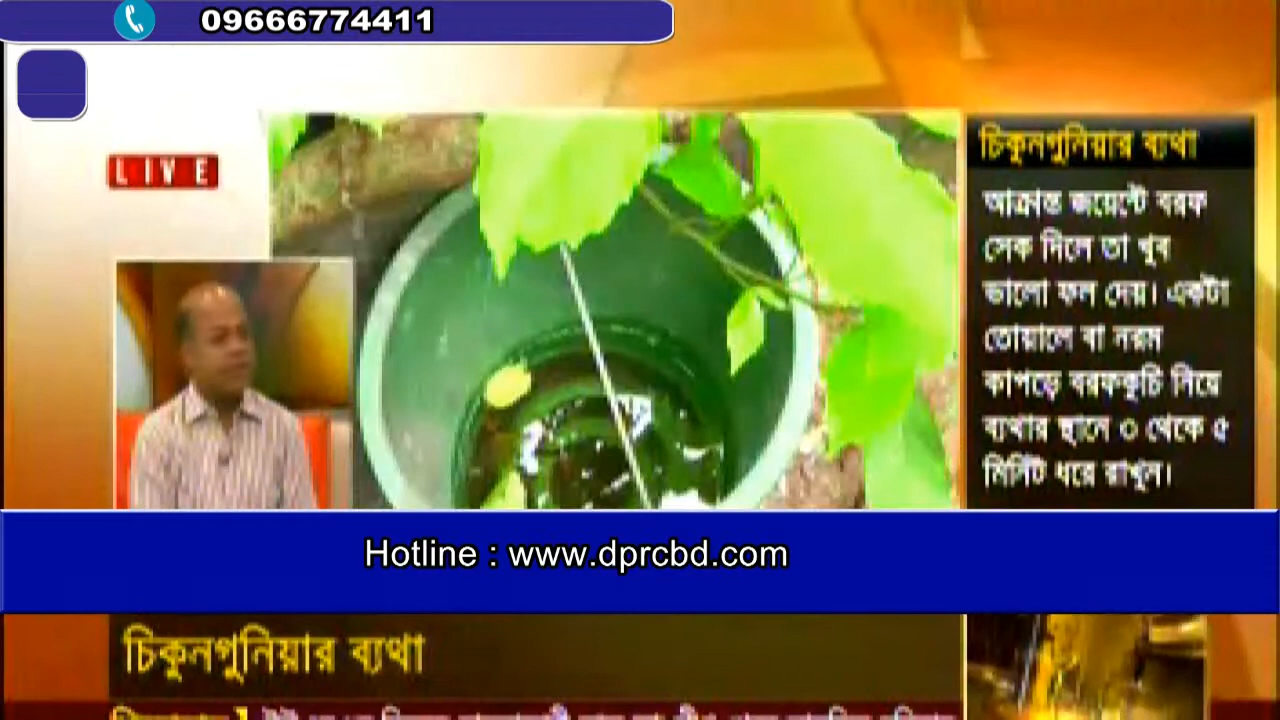 09666774411
LIVE
চিকুনগুনিয়ার ব্যথা
আক্রান্ত জয়েন্টে বরফ
সেক দিলে তা খুব
ভালো ফল দেয়। একটা
তোয়ালে বা নরম
কাপড়ে বরফকুচি নিয়ে
ব্যথার স্থানে ৩ থেকে ৫
মিনিট ধরে রাখুন।
Hotline : www.dprcbd.com
চিকুনগুনিয়ার ব্যথা